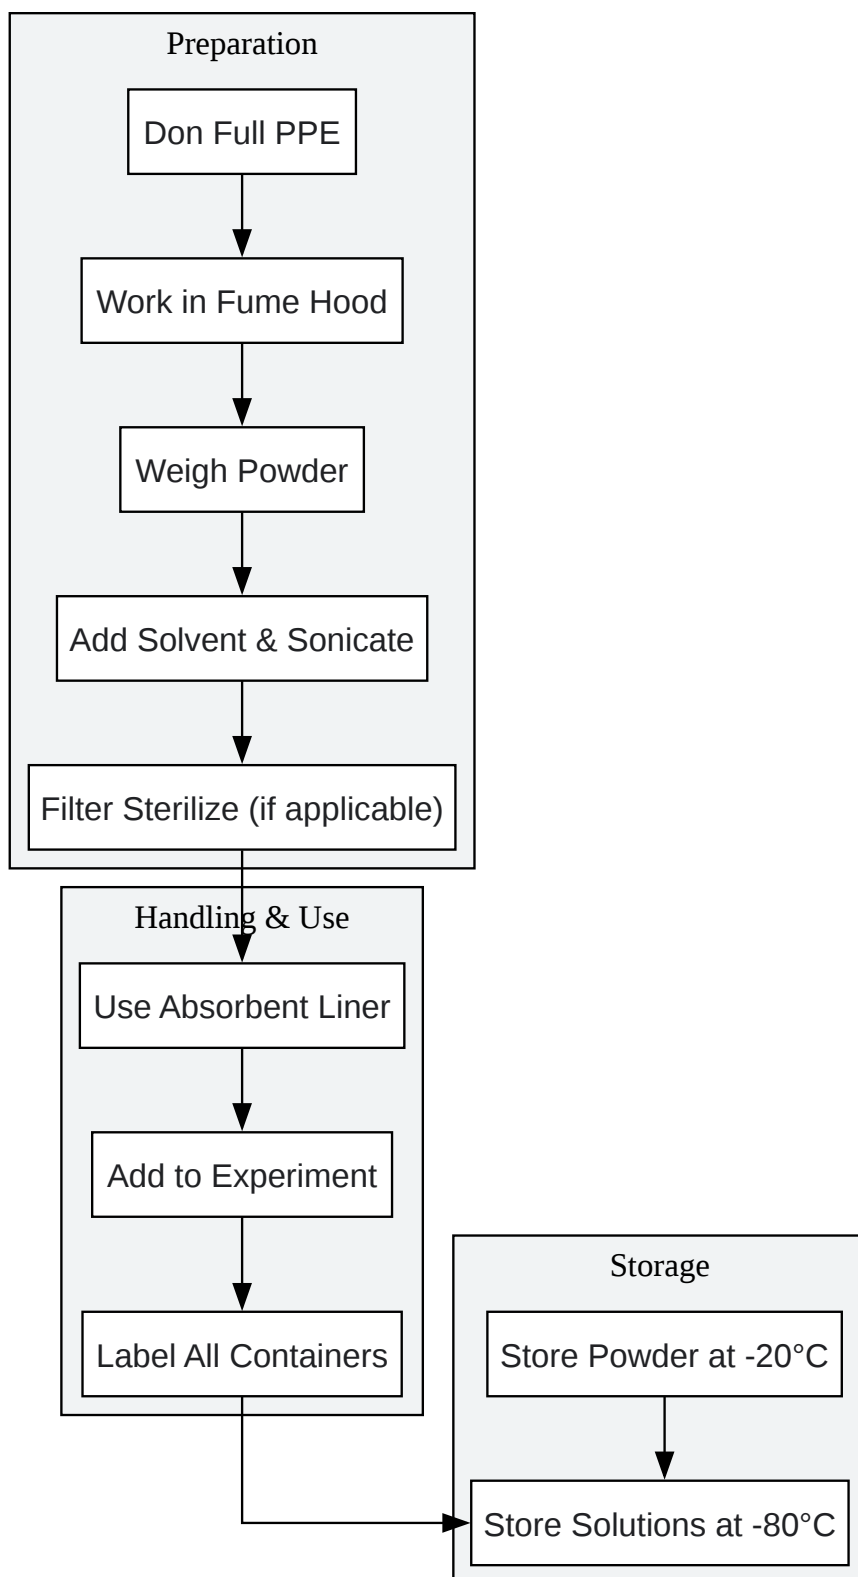 Preparation
Don Full PPE
Work in Fume Hood
Weigh Powder
Add Solvent & Sonicate
Filter Sterilize (if applicable)
Handling & Use
Use Absorbent Liner
Add to Experiment
Label All Containers
Storage
Store Powder at -20°C
Store Solutions at -80°C